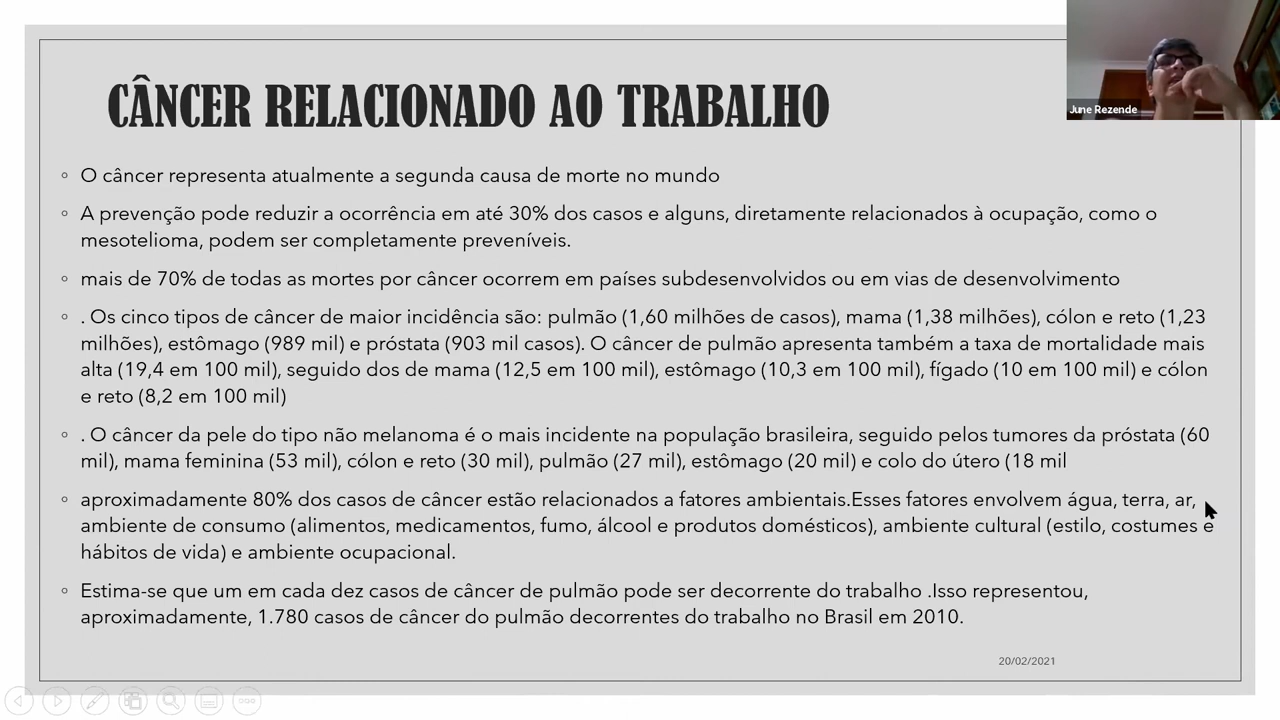 CÂNCER RELACIONADO AO TRABALHO
June Rezende
◦ O câncer representa atualmente a segunda causa de morte no mundo
◦ A prevenção pode reduzir a ocorrência em até 30% dos casos e alguns, diretamente relacionados à ocupação, como o
mesotelioma, podem ser completamente preveníveis.
◦ mais de 70% de todas as mortes por câncer ocorrem em países subdesenvolvidos ou em vias de desenvolvimento
◦ . Os cinco tipos de câncer de maior incidência são: pulmão (1,60 milhões de casos), mama (1,38 milhões), cólon e reto (1,23
milhões), estômago (989 mil) e próstata (903 mil casos). O câncer de pulmão apresenta também a taxa de mortalidade mais
alta (19,4 em 100 mil), seguido dos de mama (12,5 em 100 mil), estômago (10,3 em 100 mil), fígado (10 em 100 mil) e cólon
e reto (8,2 em 100 mil)
◦ . O câncer da pele do tipo não melanoma é o mais incidente na população brasileira, seguido pelos tumores da próstata (60
mil), mama feminina (53 mil), cólon e reto (30 mil), pulmão (27 mil), estômago (20 mil) e colo do útero (18 mil
◦ aproximadamente 80% dos casos de câncer estão relacionados a fatores ambientais.Esses fatores envolvem água, terra, ar,
ambiente de consumo (alimentos, medicamentos, fumo, álcool e produtos domésticos), ambiente cultural (estilo, costumes e
hábitos de vida) e ambiente ocupacional.
◦ Estima-se que um em cada dez casos de câncer de pulmão pode ser decorrente do trabalho .Isso representou,
aproximadamente, 1.780 casos de câncer do pulmão decorrentes do trabalho no Brasil em 2010.
20/02/2021